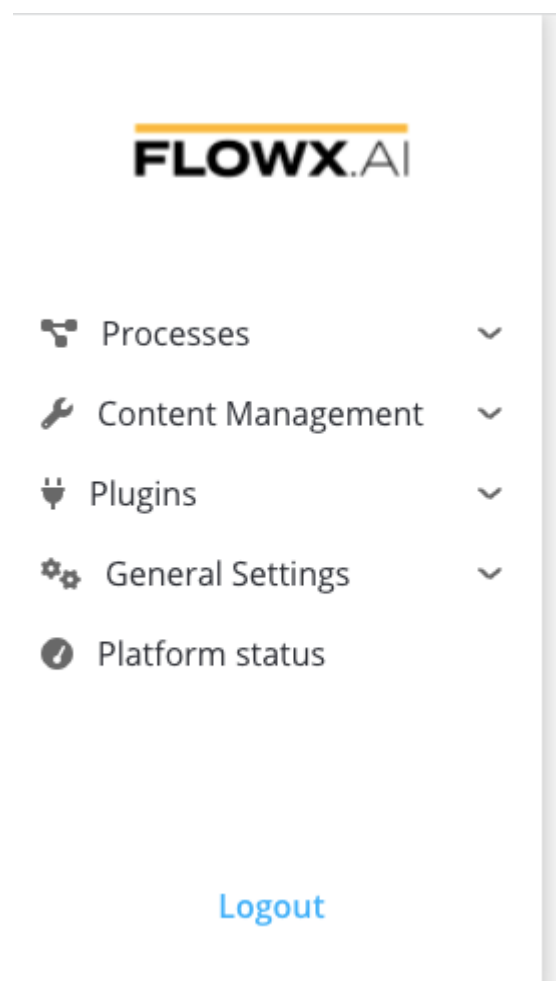 FLOWX.AI
Processes
Content Management
Plugins
General Settings
Platform status
Logout